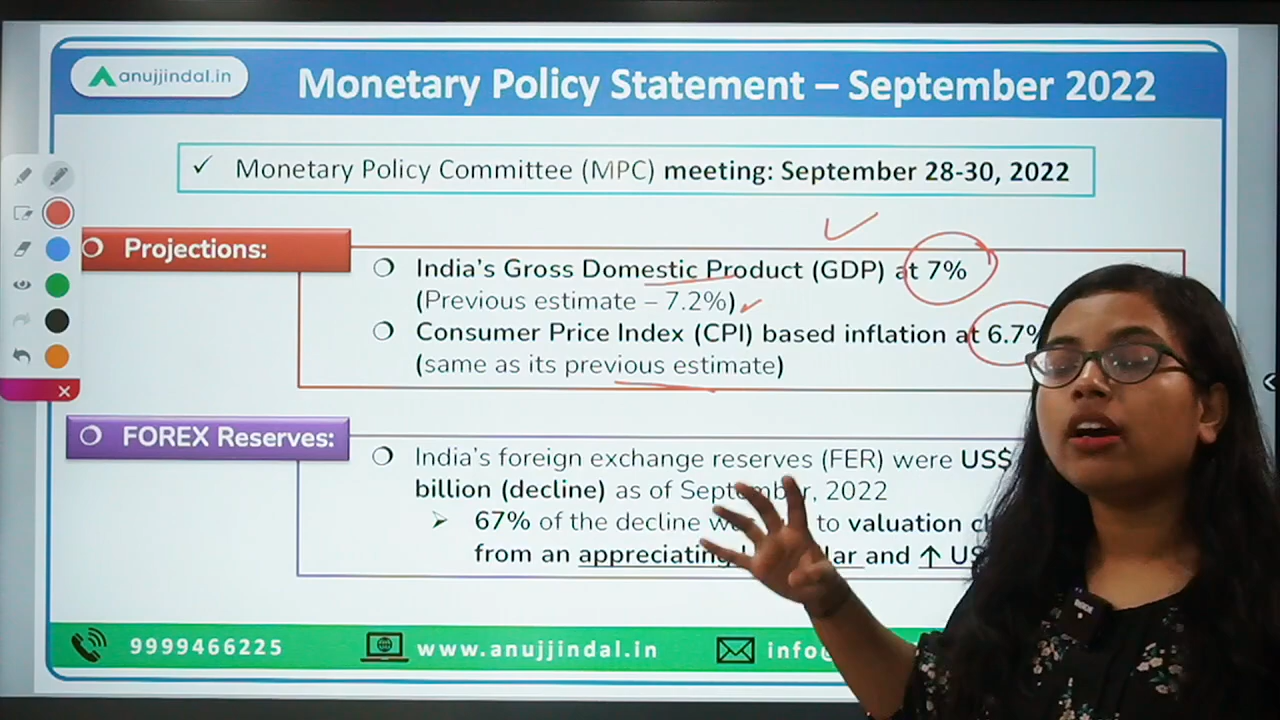 anujjindal.in
Monetary Policy Statement – September 2022
✓ Monetary Policy Committee (MPC) meeting: September 28-30, 2022
Projections:
India's Gross Domestic Product (GDP) at 7%
(Previous estimate – 7.2%)
Consumer Price Index (CPI) based inflation at 6.7%
(same as its previous estimate)
FOREX Reserves:
India's foreign exchange reserves (FER) were US$
billion (decline) as of September, 2022
67% of the decline to valuation
from an appreciating and ↑ US
9999466225
www.anujjindal.in